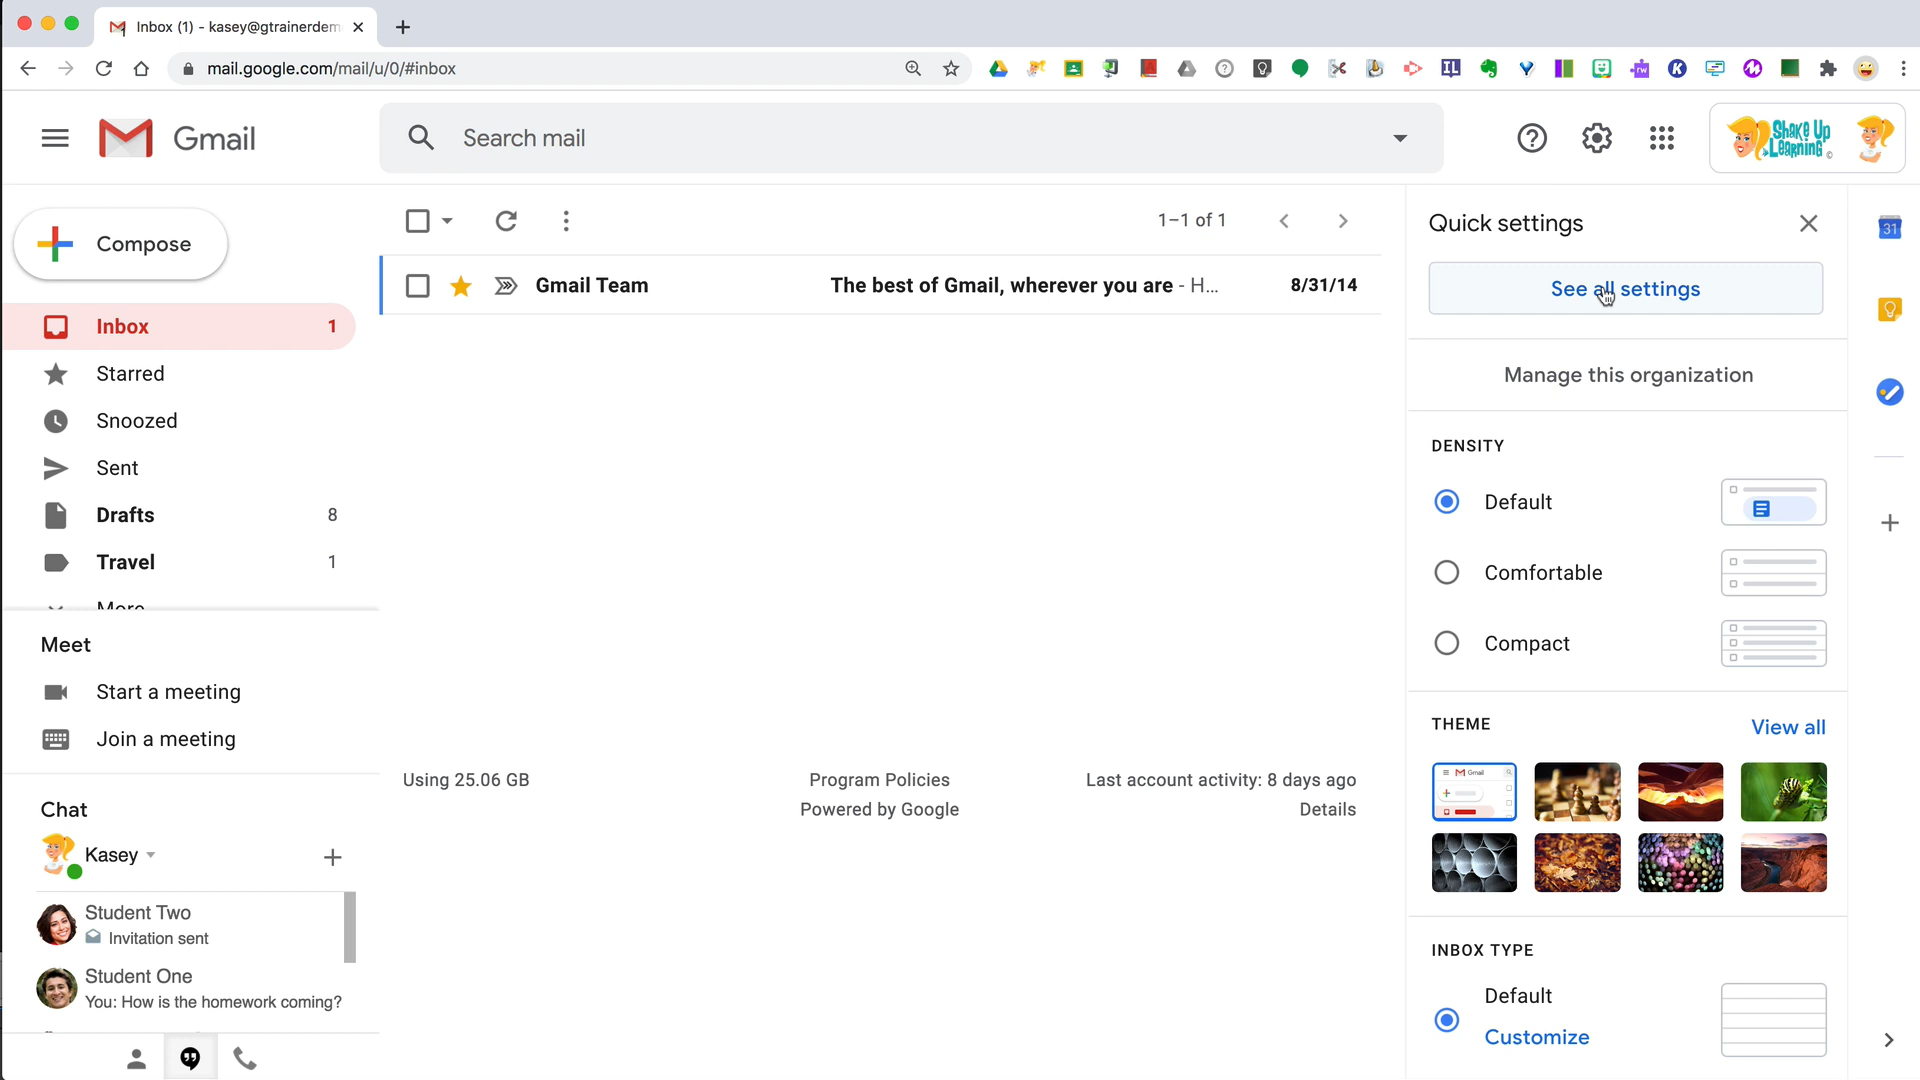 Inbox (1) - kasey@gtrainerdem
mail.google.com/mail/u/0/#inbox
Gmail
Search mail
Shake Up
Learning
Compose
1–1 of 1
Quick settings
31
Gmail Team The best of Gmail, wherever you are - H... 8/31/14
See all settings
Inbox 1
Starred
Manage this organization
Snoozed
DENSITY
Sent
Default
Drafts 8
Travel 1
Comfortable
More
Meet
Compact
Start a meeting
THEME View all
Join a meeting
Using 25.06 GB Program Policies Last account activity: 8 days ago
Gmail
Powered by Google Details
Chat
Kasey
Student Two
Invitation sent
INBOX TYPE
Student One
You: How is the homework coming?
Default
Customize